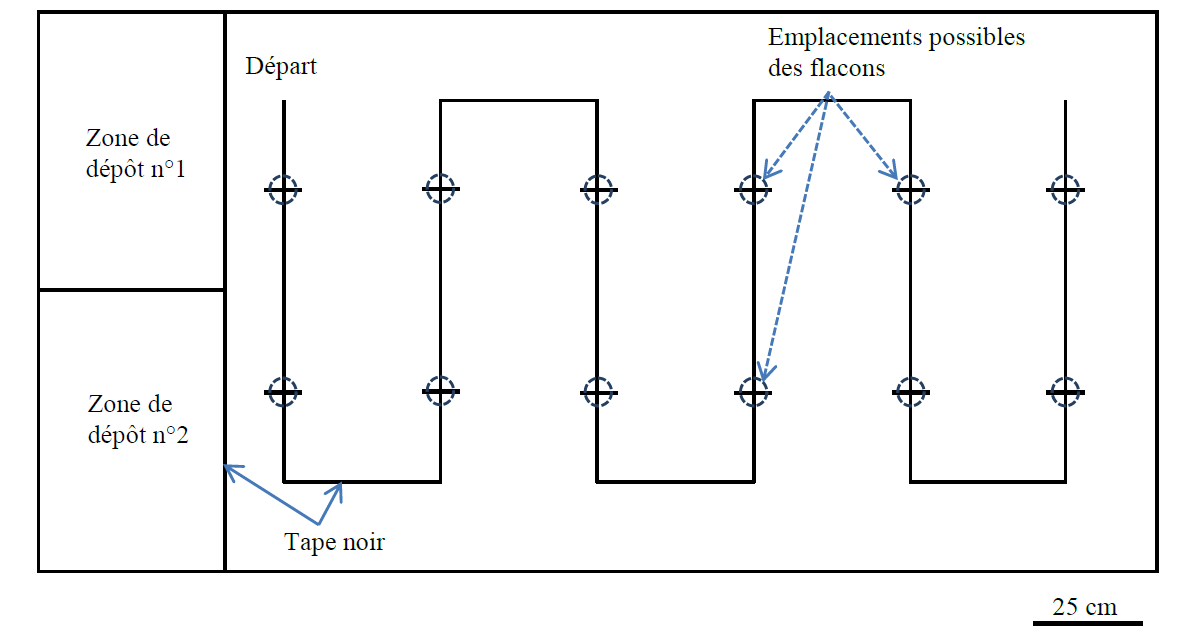 Emplacements possibles
des flacons
Départ
Zone de
dépôt n°1
Zone de
dépôt n°2
Tape noir
25 cm